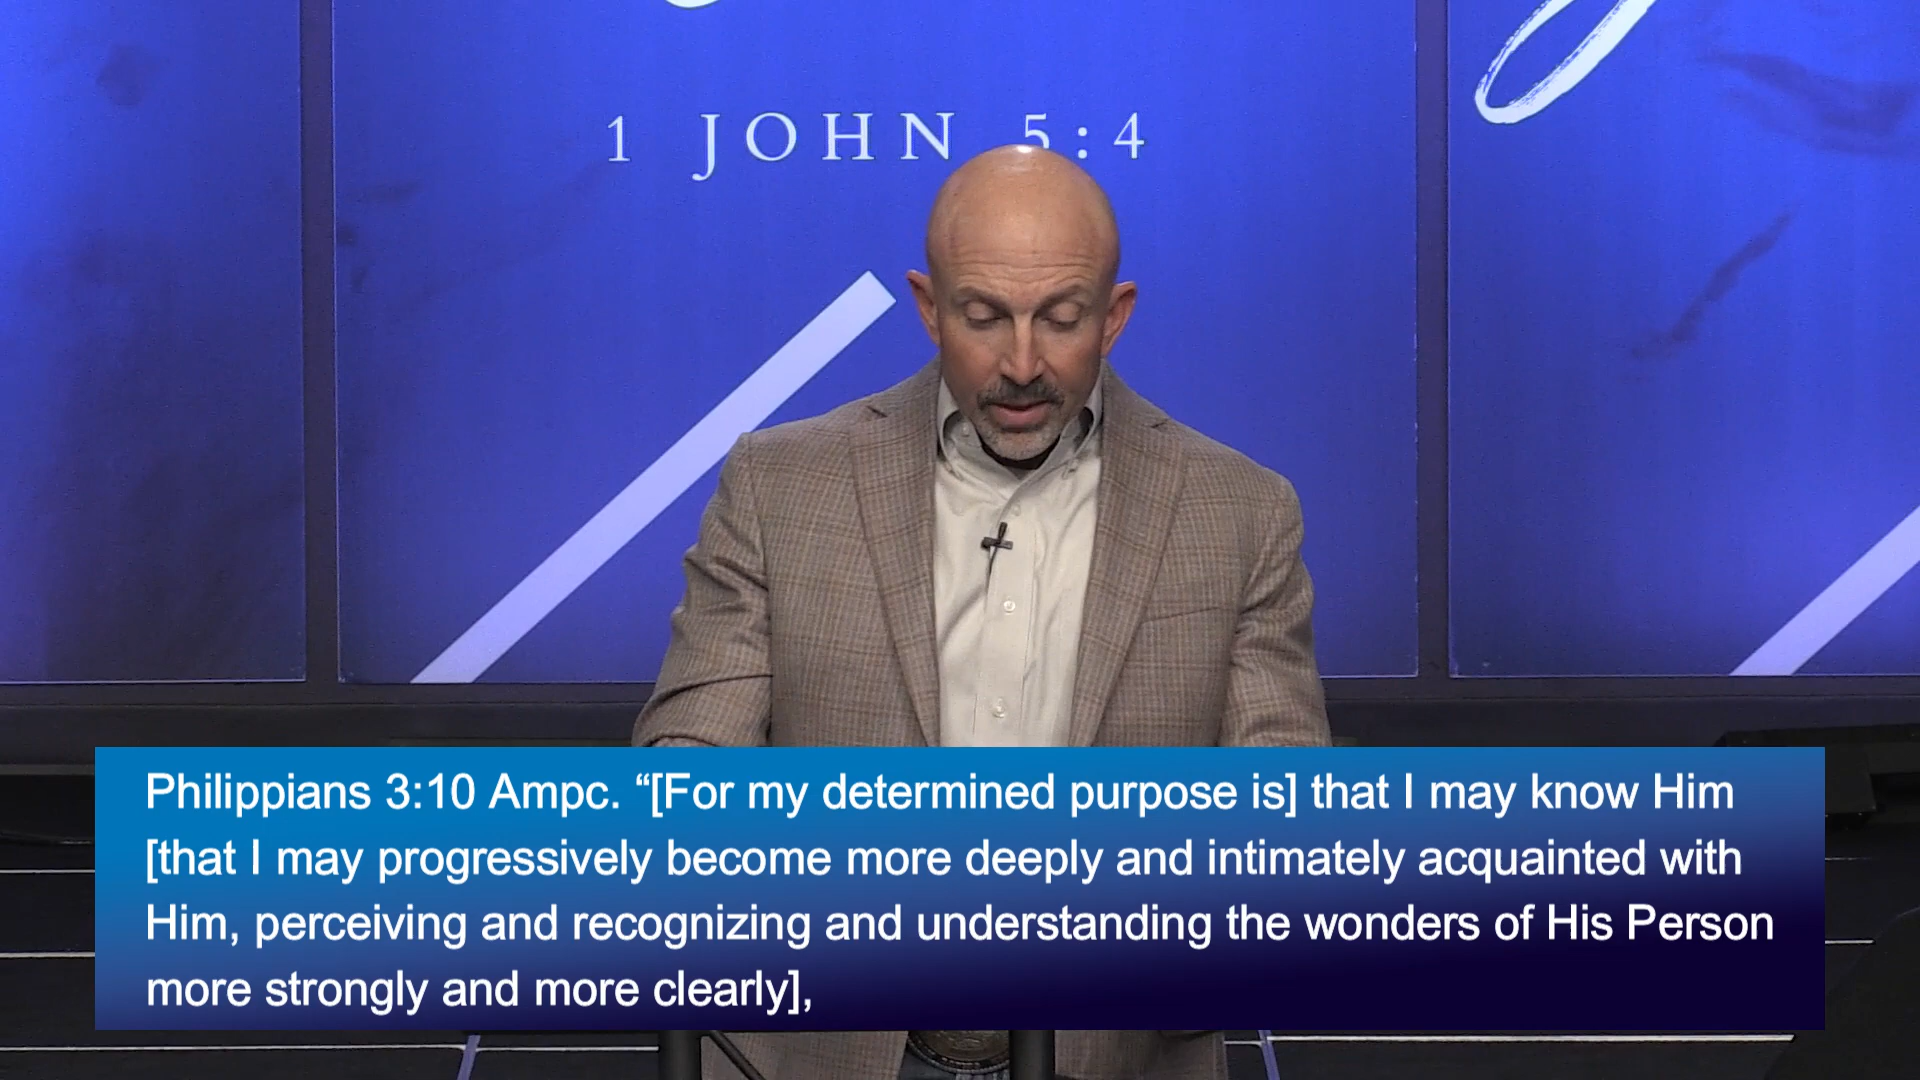 1 JOHN 5:4
Philippians 3:10 Ampc. “[For my determined purpose is] that I may know Him
[that I may progressively become more deeply and intimately acquainted with
Him, perceiving and recognizing and understanding the wonders of His Person
more strongly and more clearly],